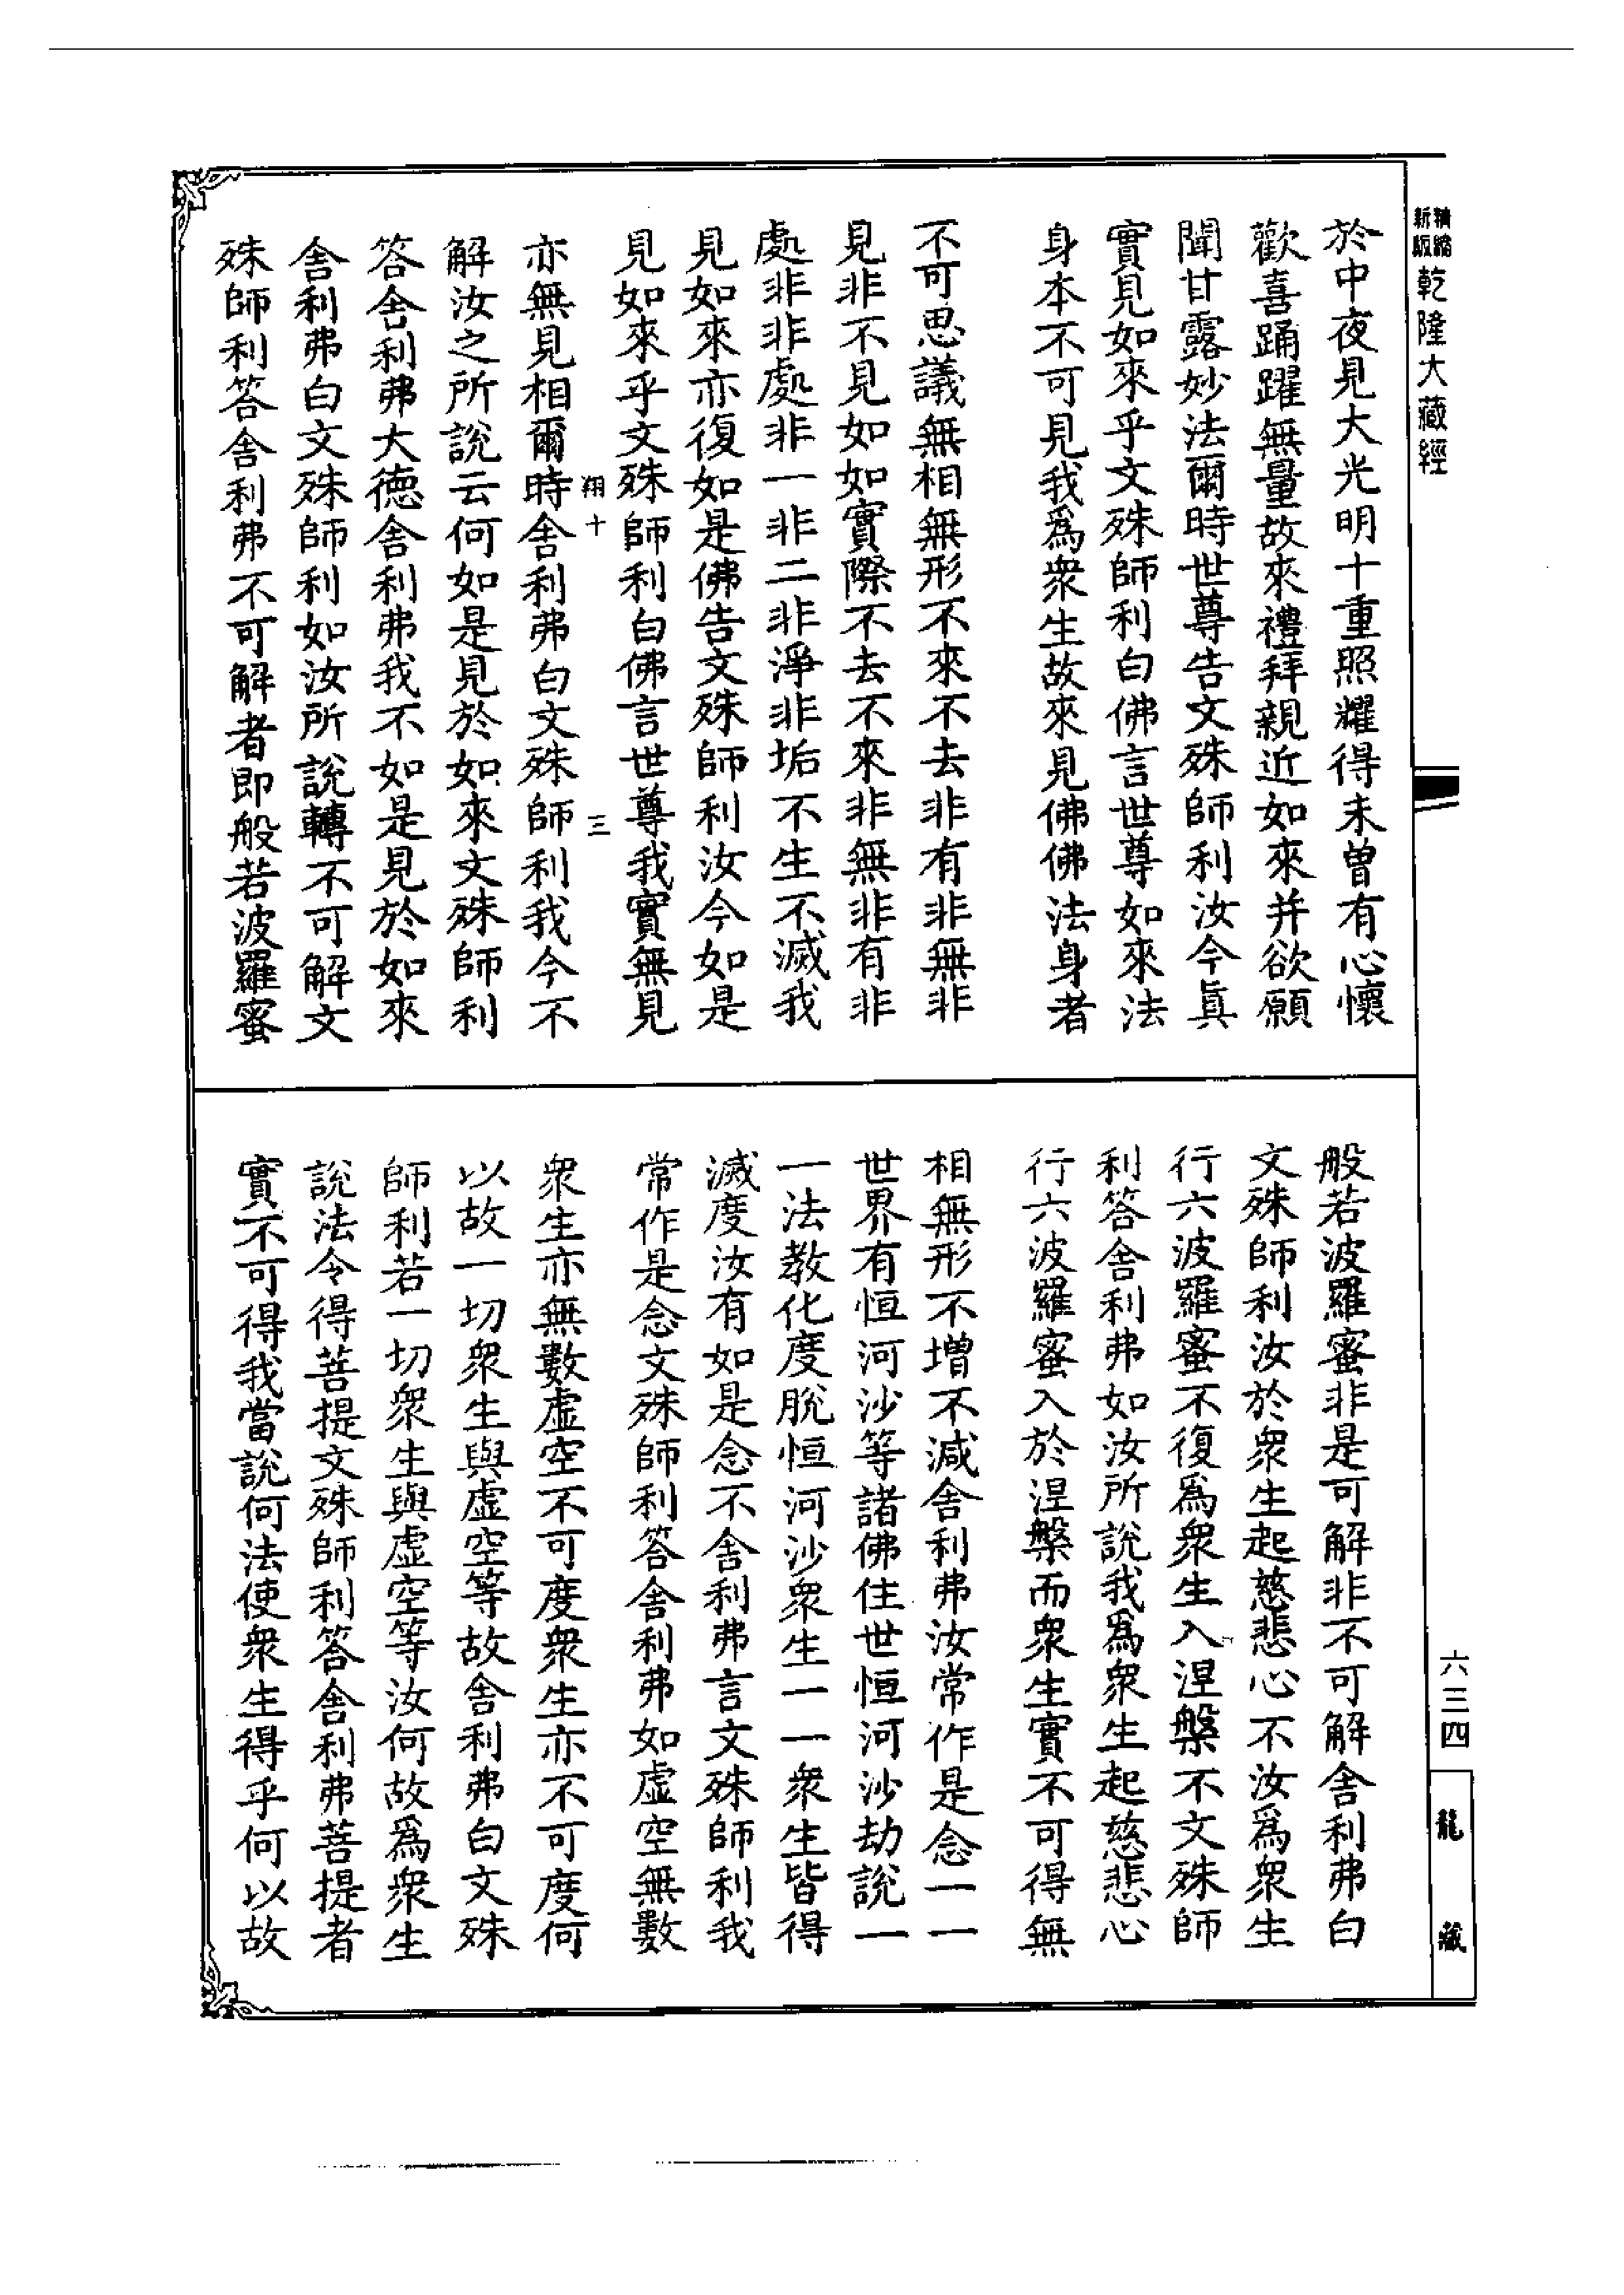 精縮新版乾隆大藏經
於中夜見大光明十重照耀得未曾有心懷
歡喜踊躍無量故來禮拜親近如來并欲願
聞甘露妙法爾時世尊告文殊師利汝今眞
實見如來乎文殊師利白佛言世尊如來法
身本不可見我爲衆生故來見佛佛法身者
不可思議無相無形不來不去非有非無非
見非不見如如實際不去不來非無非有非
處非非處非一非二非淨非垢不生不滅我
見如來亦復如是佛告文殊師利汝今如是
見如來乎文殊師利白佛言世尊我實無見
翔十 三
亦無見相爾時舍利弗白文殊師利我今不
解汝之所說云何如是見於如來文殊師利
答舍利弗大德舍利弗我不如是見於如來
舍利弗白文殊師利如汝所說轉不可解文
殊師利答舍利弗不可解者即般若波羅蜜
般若波羅蜜非是可解非不可解舍利弗白
文殊師利汝於衆生起慈悲心不汝爲衆生
行六波羅蜜不復爲衆生入涅槃不文殊師
利答舍利弗如汝所說我爲衆生起慈悲心
行六波羅蜜入於涅槃而衆生實不可得無
相無形不增不減舍利弗汝常作是念一一
世界有恒河沙等諸佛住世恒河沙劫說一
一法教化度脫恒河沙衆生一一衆生皆得
滅度汝有如是念不舍利弗言文殊師利我
常作是念文殊師利答舍利弗如虛空無數
衆生亦無數虛空不可度衆生亦不可度何
以故一切衆生與虛空等故舍利弗白文殊
師利若一切衆生與虛空等汝何故爲衆生
說法令得菩提文殊師利答舍利弗菩提者
實不可得我當說何法使衆生得乎何以故
六三四
龍藏